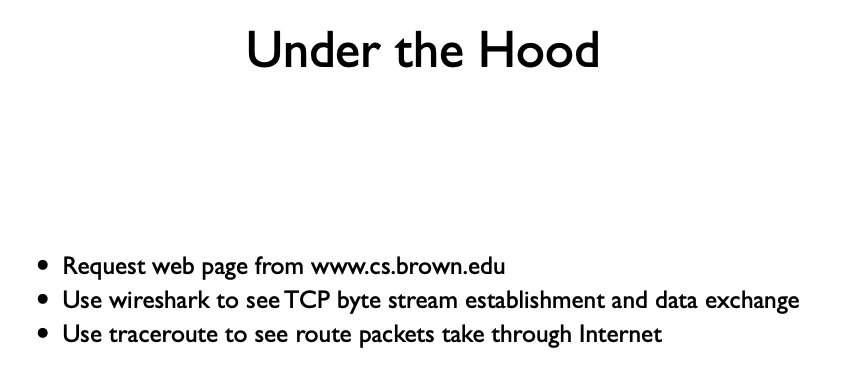 Under the Hood
• Request web page from www.cs.brown.edu
• Use wireshark to see TCP byte stream establishment and data exchange
• Use traceroute to see route packets take through Internet